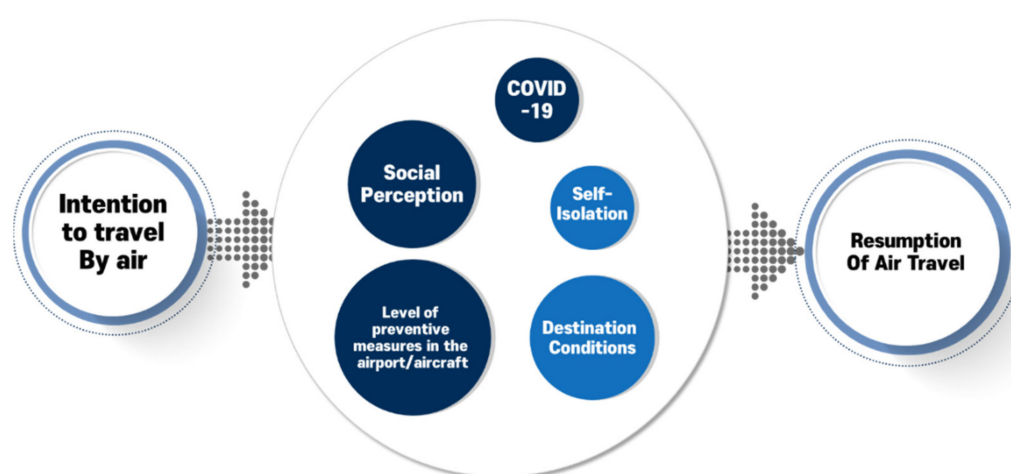 Intention
to travel
By air
COVID
-19
Social
Perception
Self-
Isolation
Level of
preventive
measures in the
airport/aircraft
Destination
Conditions
Resumption
Of Air Travel